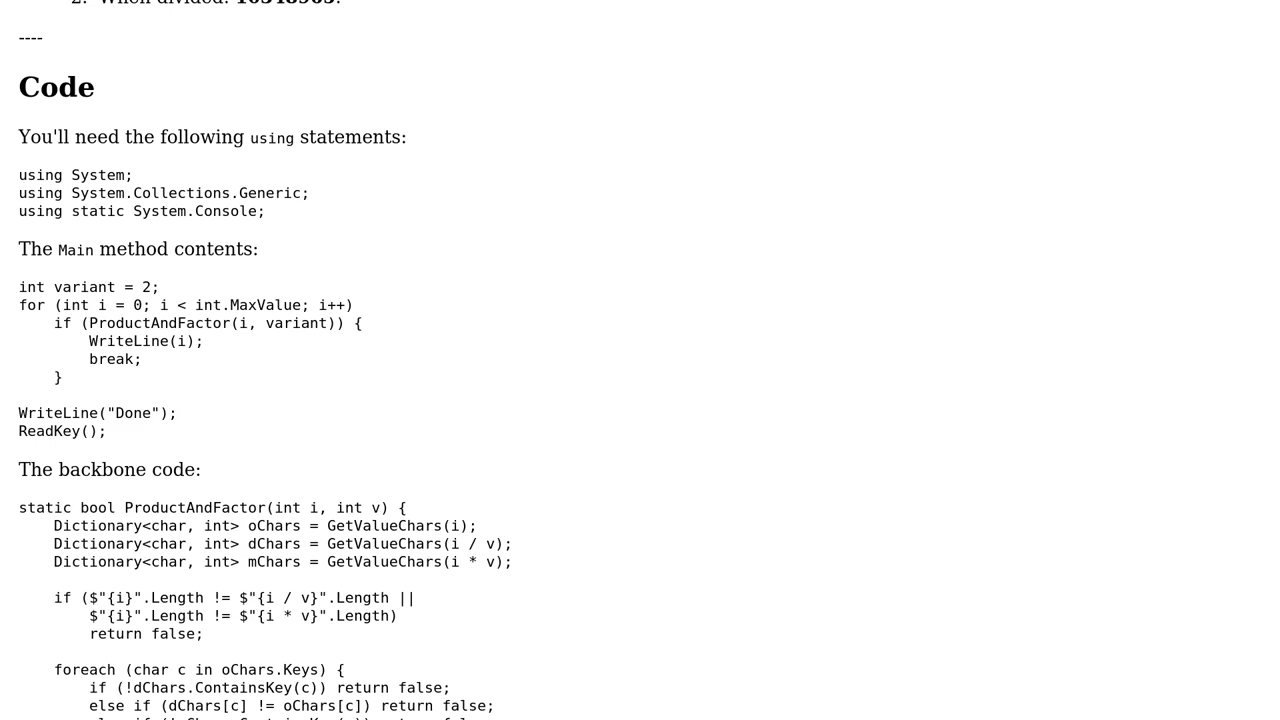 ----
Code
You'll need the following using statements:
using System;
using System.Collections.Generic;
using static System.Console;
The Main method contents:
int variant = 2;
for (int i = 0; i < int.MaxValue; i++)
    if (ProductAndFactor(i, variant)) {
        WriteLine(i);
        break;
    }
WriteLine("Done");
ReadKey();
The backbone code:
static bool ProductAndFactor(int i, int v) {
    Dictionary<char, int> oChars = GetValueChars(i);
    Dictionary<char, int> dChars = GetValueChars(i / v);
    Dictionary<char, int> mChars = GetValueChars(i * v);
    if ($"{i}".Length != $"{i / v}".Length ||
        $"{i}".Length != $"{i * v}".Length)
        return false;
    foreach (char c in oChars.Keys) {
        if (!dChars.ContainsKey(c)) return false;
        else if (dChars[c] != oChars[c]) return false;